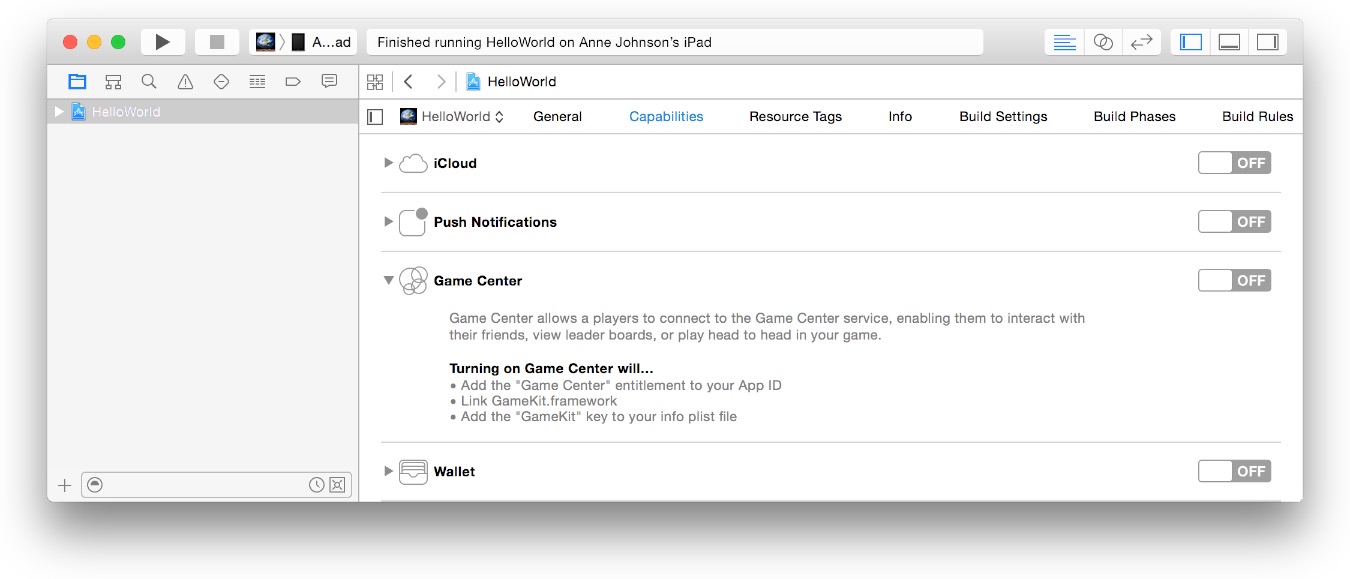 A...ad
Finished running HelloWorld on Anne Johnson's iPad
HelloWorld
HelloWorld
HelloWorld General Capabilities Resource Tags Info Build Settings Build Phases Build Rules
iCloud OFF
Push Notifications OFF
Game Center OFF
Game Center allows a players to connect to the Game Center service, enabling them to interact with
their friends, view leader boards, or play head to head in your game.
Turning on Game Center will...
• Add the "Game Center" entitlement to your App ID
• Link GameKit.framework
• Add the "GameKit" key to your info plist file
Wallet OFF